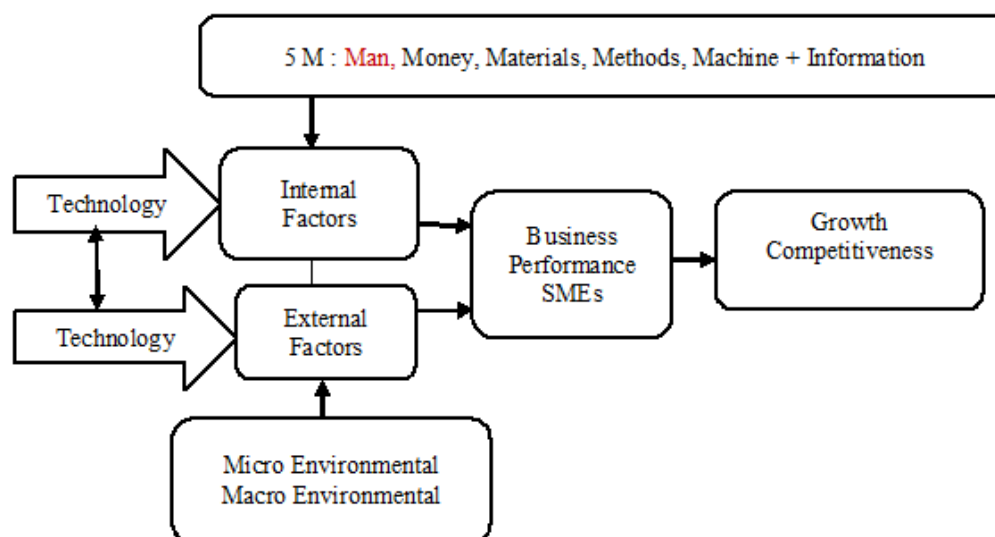 5 M : Man, Money, Materials, Methods, Machine + Information
Technology
Internal
Factors
Business
Performance
SMEs
Growth
Competitiveness
Technology
External
Factors
Micro Environmental
Macro Environmental